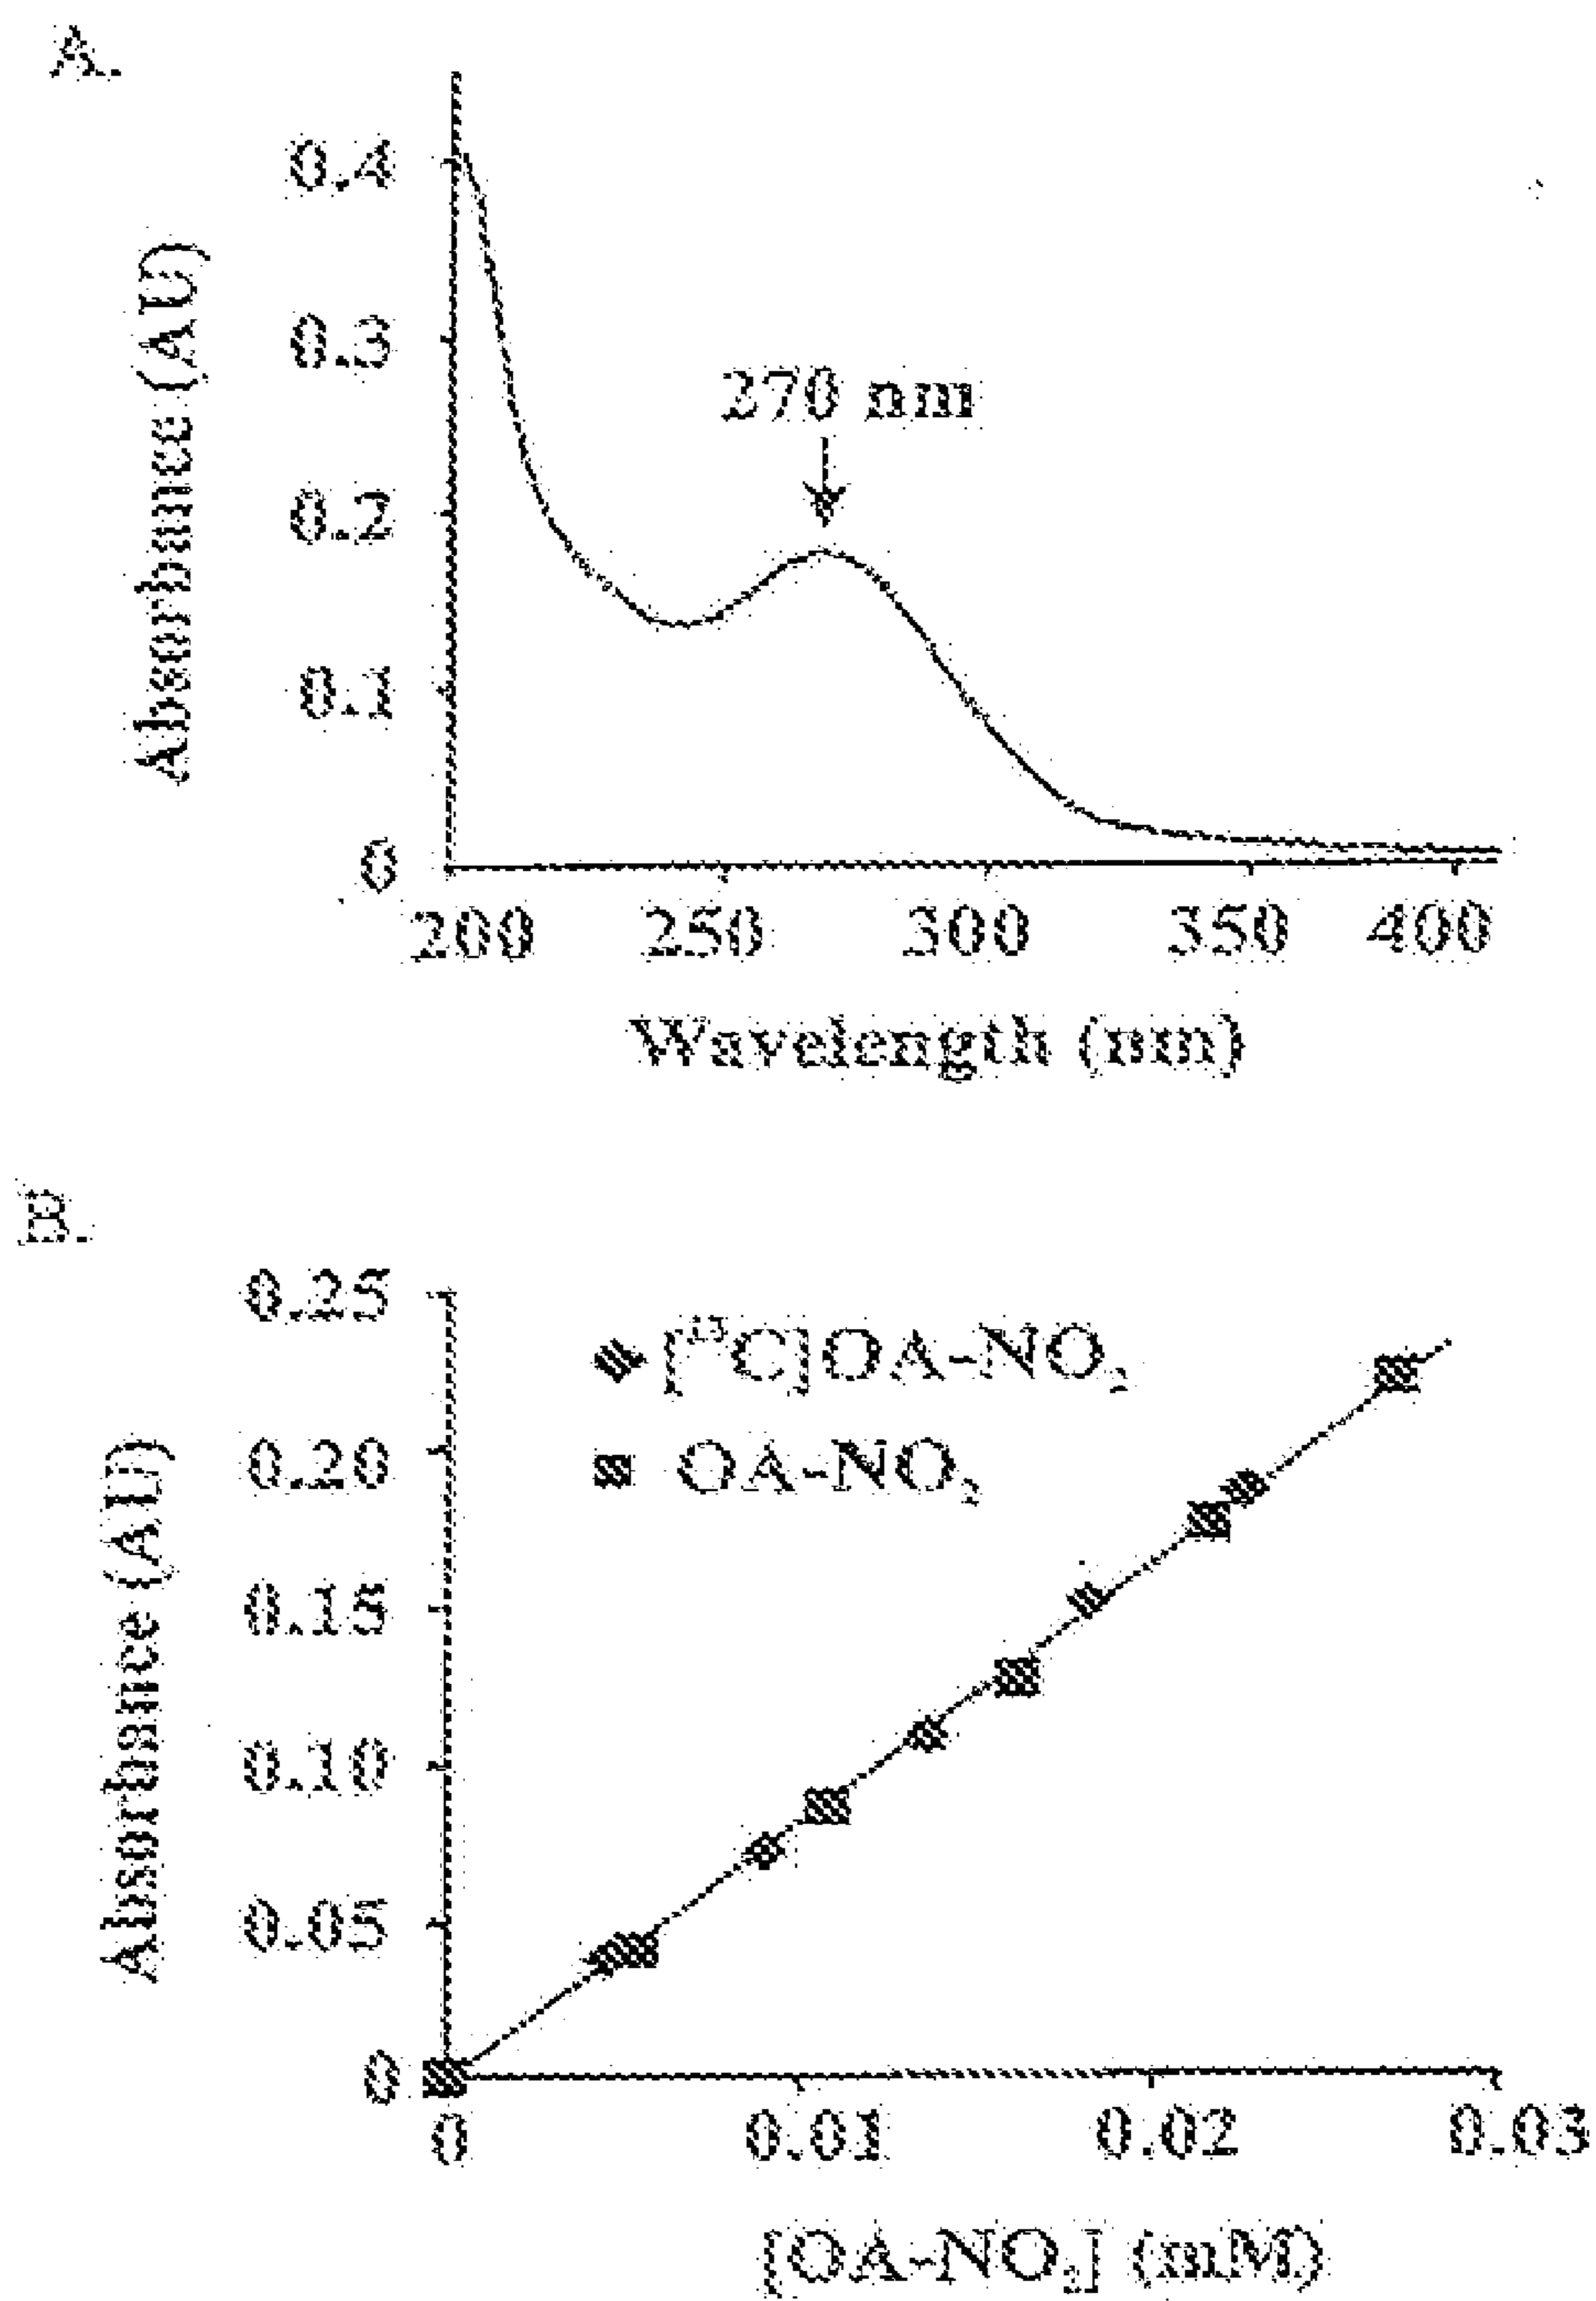 A.
0.4
0.3
0.2
0.1
0
Absorbance (AU)
270 nm
200 250 300 350 400
Wavelength (nm)
B.
0.25
0.20
0.15
0.10
0.05
0
Absorbance (AU)
[¹³C]OA-NO₂
OA-NO₂
0 0.01 0.02 0.03
[OA-NO₂] (mM)